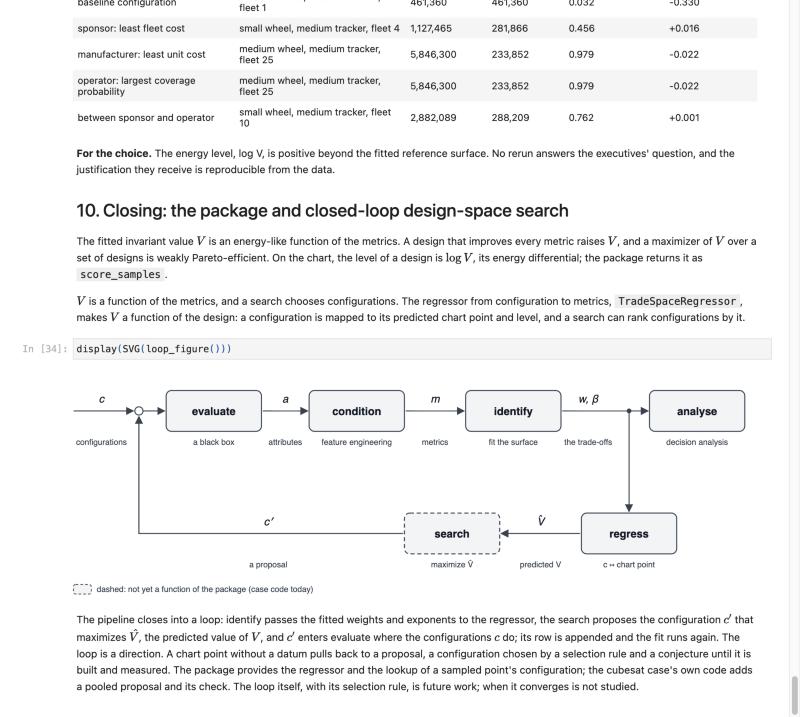 baseline configuration fleet 1 461,360 461,360 0.032 -0.330
sponsor: least fleet cost small wheel, medium tracker, fleet 4 1,127,465 281,866 0.456 +0.016
manufacturer: least unit cost medium wheel, medium tracker, fleet 25 5,846,300 233,852 0.979 -0.022
operator: largest coverage probability medium wheel, medium tracker, fleet 25 5,846,300 233,852 0.979 -0.022
between sponsor and operator small wheel, medium tracker, fleet 10 2,882,089 288,209 0.762 +0.001
For the choice. The energy level, log V, is positive beyond the fitted reference surface. No rerun answers the executives' question, and the
justification they receive is reproducible from the data.
10. Closing: the package and closed-loop design-space search
The fitted invariant value V is an energy-like function of the metrics. A design that improves every metric raises V, and a maximizer of V over a
set of designs is weakly Pareto-efficient. On the chart, the level of a design is log V, its energy differential; the package returns it as
score_samples.
V is a function of the metrics, and a search chooses configurations. The regressor from configuration to metrics, TradeSpaceRegressor,
makes V a function of the design: a configuration is mapped to its predicted chart point and level, and a search can rank configurations by it.
In [34]: display(SVG(loop_figure()))
c
configurations
evaluate
a black box
a
attributes
condition
feature engineering
m
metrics
identify
fit the surface
w, β
the trade-offs
analyse
decision analysis
c′
a proposal
search
maximize V̂
V̂
predicted V
regress
c ↔ chart point
dashed: not yet a function of the package (case code today)
The pipeline closes into a loop: identify passes the fitted weights and exponents to the regressor, the search proposes the configuration c′ that
maximizes V̂, the predicted value of V, and c′ enters evaluate where the configurations c do; its row is appended and the fit runs again. The
loop is a direction. A chart point without a datum pulls back to a proposal, a configuration chosen by a selection rule and a conjecture until it is
built and measured. The package provides the regressor and the lookup of a sampled point's configuration; the cubesat case's own code adds
a pooled proposal and its check. The loop itself, with its selection rule, is future work; when it converges is not studied.